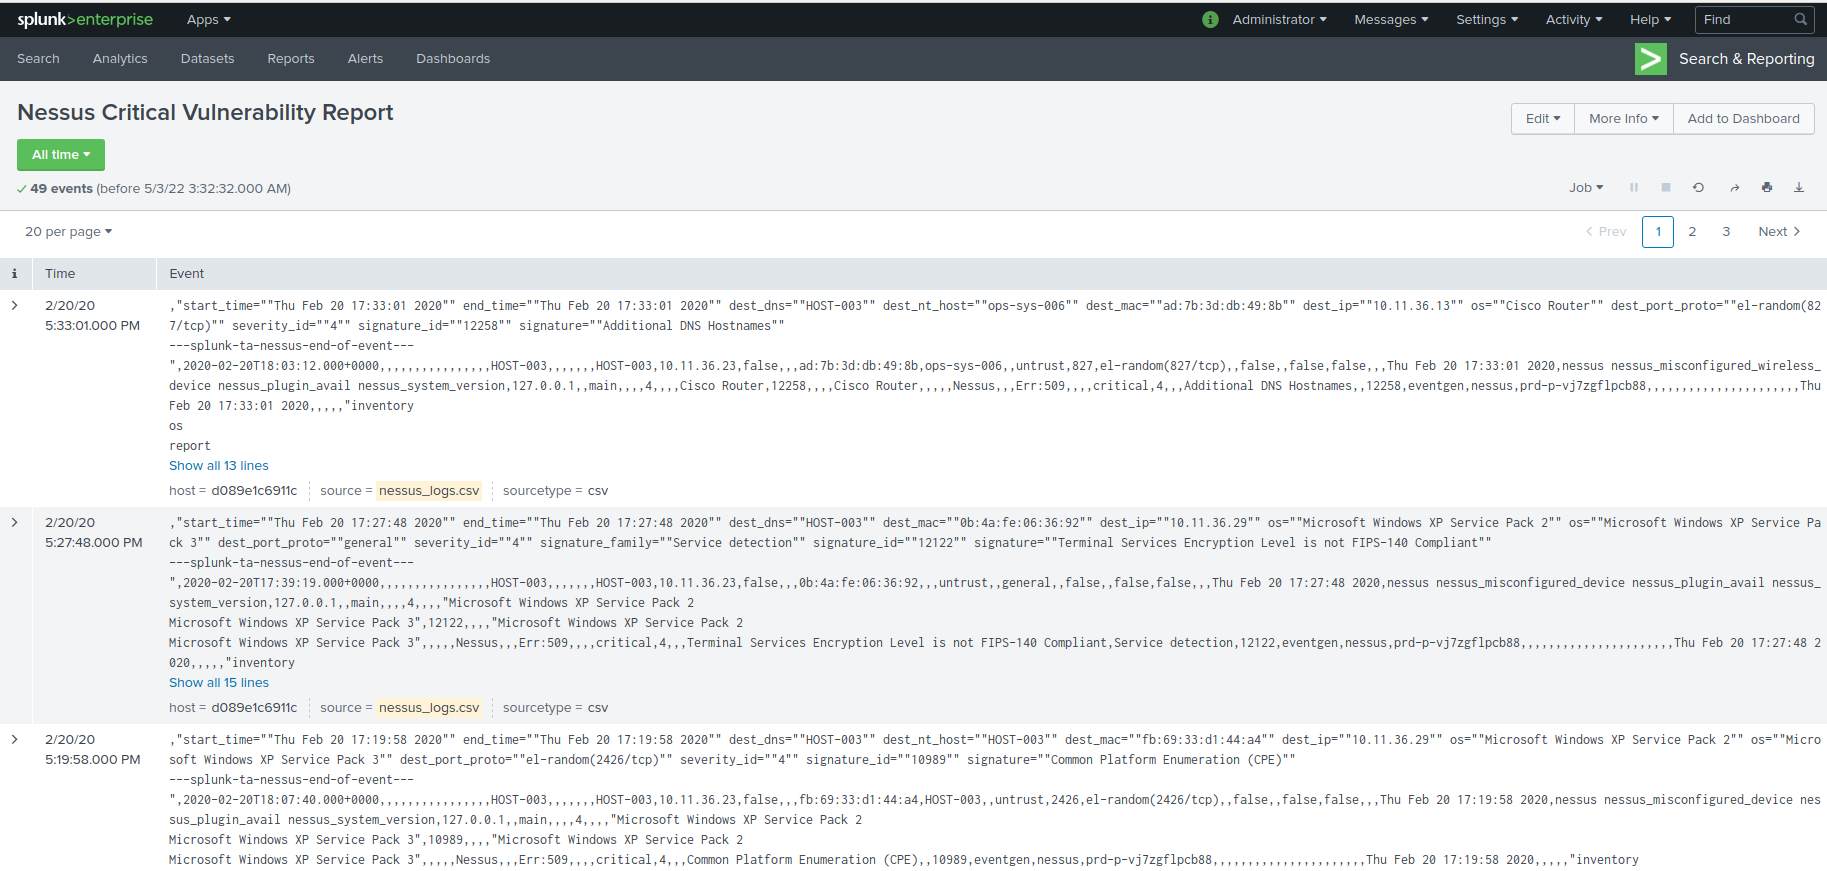 splunk>enterprise Apps Administrator Messages Settings Activity Help Find
Search Analytics Datasets Reports Alerts Dashboards Search & Reporting
Nessus Critical Vulnerability Report
Edit More Info Add to Dashboard
All time
49 events (before 5/3/22 3:32:32.000 AM)
Job
20 per page
Prev 1 2 3 Next
i Time Event
2/20/20
5:33:01.000 PM
,"start_time=""Thu Feb 20 17:33:01 2020"" end_time=""Thu Feb 20 17:33:01 2020"" dest_dns=""HOST-003"" dest_nt_host=""ops-sys-006"" dest_mac=""ad:7b:3d:db:49:8b"" dest_ip=""10.11.36.13"" os=""Cisco Router"" dest_port_proto=""el-random(82
7/tcp)"" severity_id=""4"" signature_id=""12258"" signature=""Additional DNS Hostnames""
---splunk-ta-nessus-end-of-event---
",2020-02-20T18:03:12.000+0000,,,,,,,,,,,,,,,,HOST-003,,,,,,,HOST-003,10.11.36.23,false,,,ad:7b:3d:db:49:8b,ops-sys-006,,untrust,827,el-random(827/tcp),,false,,false,false,,,Thu Feb 20 17:33:01 2020,nessus nessus_misconfigured_wireless_
device nessus_plugin_avail nessus_system_version,127.0.0.1,,main,,,,4,,,,Cisco Router,12258,,,,Cisco Router,,,,,Nessus,,,Err:509,,,,critical,4,,,Additional DNS Hostnames,,12258,eventgen,nessus,prd-p-vj7zgflpcb88,,,,,,,,,,,,,,,,,,,,,,Thu
Feb 20 17:33:01 2020,,,,,"inventory
os
report
Show all 13 lines
host = d089e1c6911c source = nessus_logs.csv sourcetype = csv
2/20/20
5:27:48.000 PM
,"start_time=""Thu Feb 20 17:27:48 2020"" end_time=""Thu Feb 20 17:27:48 2020"" dest_dns=""HOST-003"" dest_mac=""0b:4a:fe:06:36:92"" dest_ip=""10.11.36.29"" os=""Microsoft Windows XP Service Pack 2"" os=""Microsoft Windows XP Service Pa
ck 3"" dest_port_proto=""general"" severity_id=""4"" signature_family=""Service detection"" signature_id=""12122"" signature=""Terminal Services Encryption Level is not FIPS-140 Compliant""
---splunk-ta-nessus-end-of-event---
",2020-02-20T17:39:19.000+0000,,,,,,,,,,,,,,,,HOST-003,,,,,,,HOST-003,10.11.36.23,false,,,0b:4a:fe:06:36:92,,,untrust,,general,,false,,false,false,,,Thu Feb 20 17:27:48 2020,nessus nessus_misconfigured_device nessus_plugin_avail nessus_
system_version,127.0.0.1,,main,,,,4,,,,"Microsoft Windows XP Service Pack 2
Microsoft Windows XP Service Pack 3",12122,,,,"Microsoft Windows XP Service Pack 2
Microsoft Windows XP Service Pack 3",,,,,Nessus,,,Err:509,,,,critical,4,,,Terminal Services Encryption Level is not FIPS-140 Compliant,Service detection,12122,eventgen,nessus,prd-p-vj7zgflpcb88,,,,,,,,,,,,,,,,,,,,,,Thu Feb 20 17:27:48 2
020,,,,,"inventory
Show all 15 lines
host = d089e1c6911c source = nessus_logs.csv sourcetype = csv
2/20/20
5:19:58.000 PM
,"start_time=""Thu Feb 20 17:19:58 2020"" end_time=""Thu Feb 20 17:19:58 2020"" dest_dns=""HOST-003"" dest_nt_host=""HOST-003"" dest_mac=""fb:69:33:d1:44:a4"" dest_ip=""10.11.36.29"" os=""Microsoft Windows XP Service Pack 2"" os=""Micro
soft Windows XP Service Pack 3"" dest_port_proto=""el-random(2426/tcp)"" severity_id=""4"" signature_id=""10989"" signature=""Common Platform Enumeration (CPE)""
---splunk-ta-nessus-end-of-event---
",2020-02-20T18:07:40.000+0000,,,,,,,,,,,,,,,,HOST-003,,,,,,,HOST-003,10.11.36.23,false,,,fb:69:33:d1:44:a4,HOST-003,,untrust,2426,el-random(2426/tcp),,false,,false,false,,,Thu Feb 20 17:19:58 2020,nessus nessus_misconfigured_device nes
sus_plugin_avail nessus_system_version,127.0.0.1,,main,,,,4,,,,"Microsoft Windows XP Service Pack 2
Microsoft Windows XP Service Pack 3",10989,,,,"Microsoft Windows XP Service Pack 2
Microsoft Windows XP Service Pack 3",,,,,Nessus,,,Err:509,,,,critical,4,,,Common Platform Enumeration (CPE),,10989,eventgen,nessus,prd-p-vj7zgflpcb88,,,,,,,,,,,,,,,,,,,,,,Thu Feb 20 17:19:58 2020,,,,,"inventory